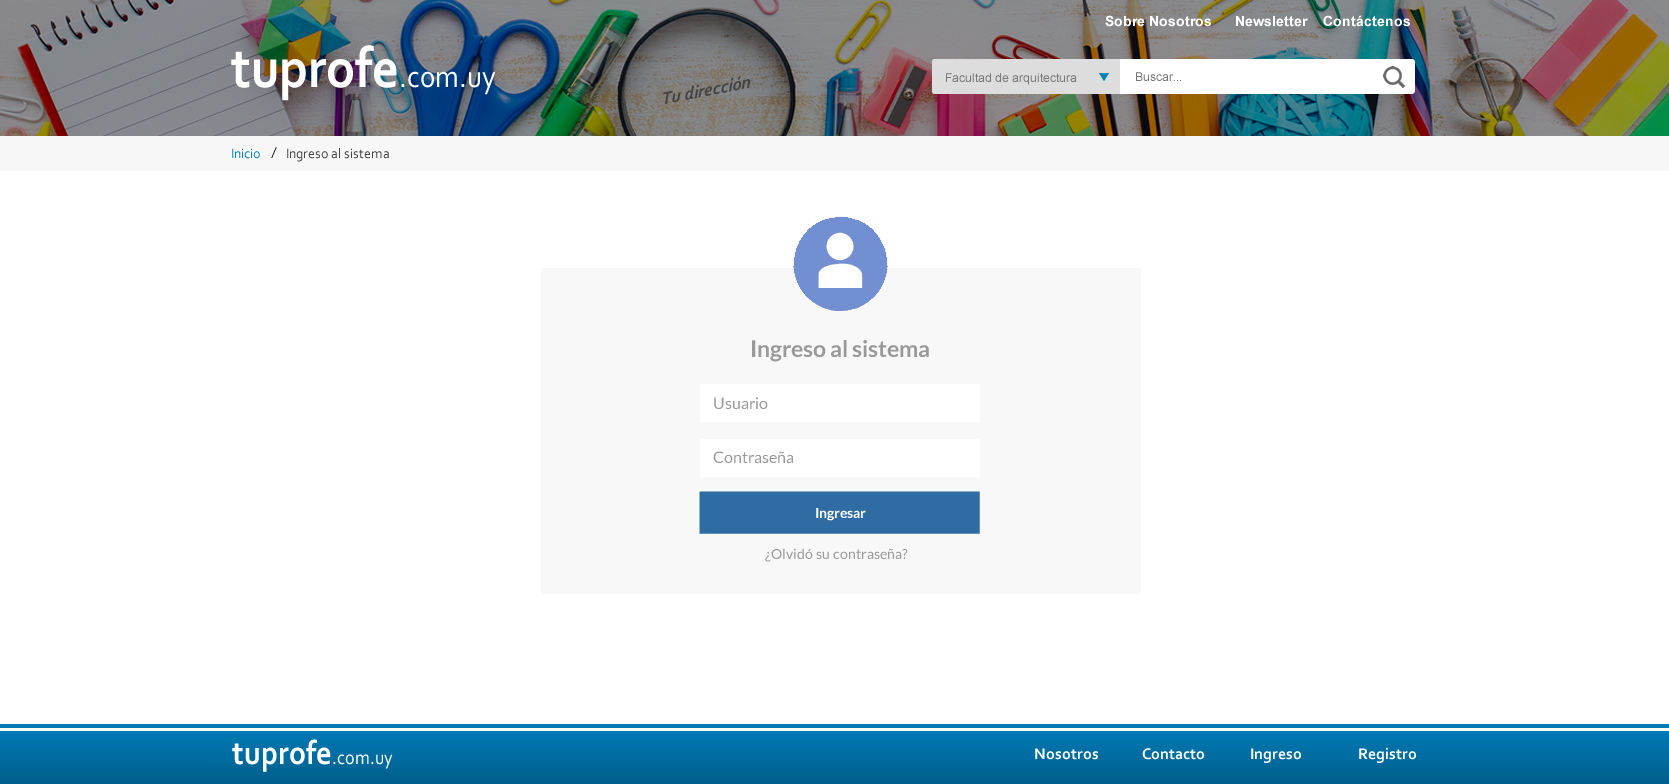 Sobre Nosotros Newsletter Contáctenos
tuprofe.com.uy
Facultad de arquitectura Buscar...
Tu dirección
Inicio / Ingreso al sistema
Ingreso al sistema
Usuario
Contraseña
Ingresar
¿Olvidó su contraseña?
tuprofe.com.uy Nosotros Contacto Ingreso Registro